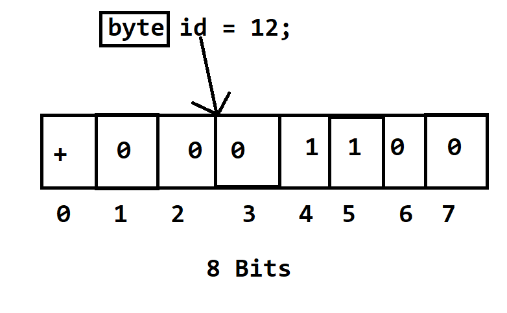 byte id = 12;
+ 0 0 0 1 1 0 0
0 1 2 3 4 5 6 7
8 Bits